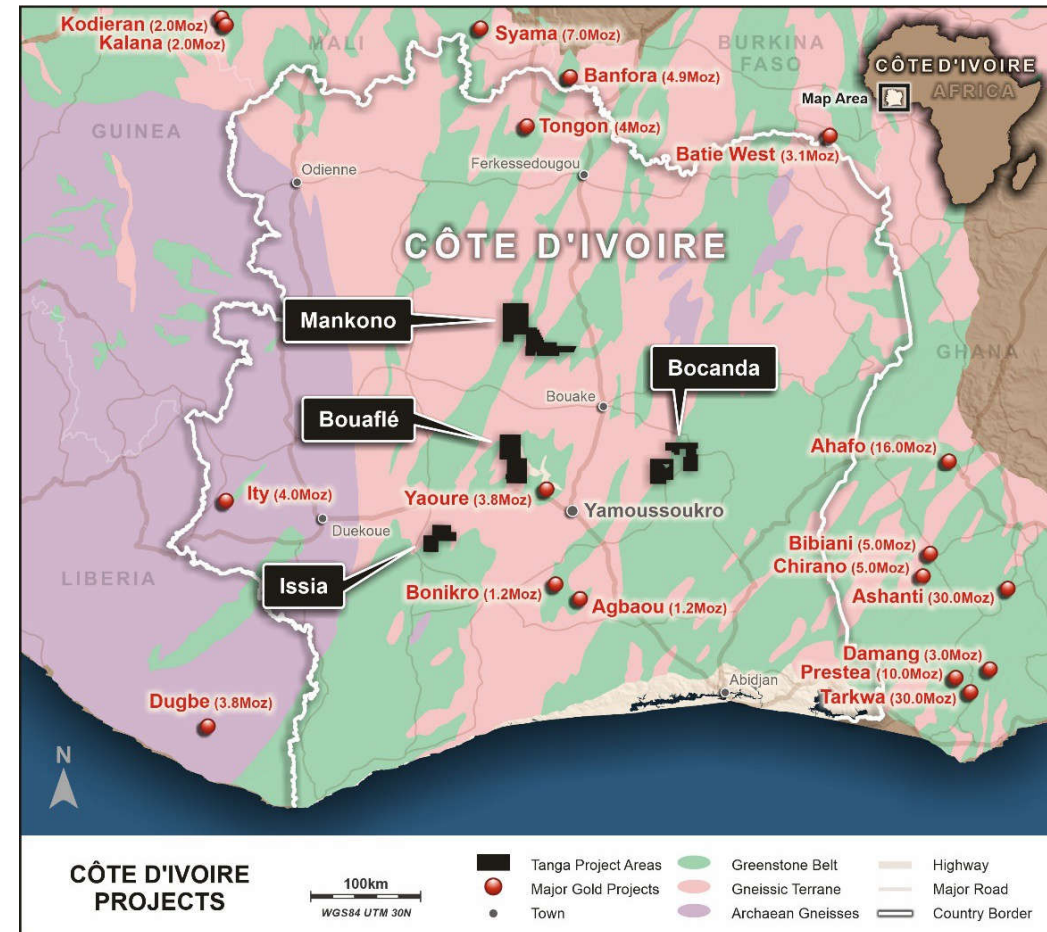 Kodieran (2.0Moz)
Kalana (2.0Moz)
MALI
Syama (7.0Moz)
BURKINA
FASO
CÔTE D'IVOIRE
AFRICA
Map Area
Banfora (4.9Moz)
GUINEA
Tongon (4Moz)
Batie West (3.1Moz)
Odienne
Ferkessedougou
CÔTE D'IVOIRE
Mankono
GHANA
Bocanda
Bouake
Bouaflé
Ahafo (16.0Moz)
Ity (4.0Moz)
Yaoure (3.8Moz)
Yamoussoukro
Duekoue
Bibiani (5.0Moz)
Chirano (5.0Moz)
LIBERIA
Issia
Bonikro (1.2Moz)
Agbaou (1.2Moz)
Ashanti (30.0Moz)
Damang (3.0Moz)
Prestea (10.0Moz)
Abidjan
Tarkwa (30.0Moz)
Dugbe (3.8Moz)
N
CÔTE D'IVOIRE
PROJECTS
100km
WGS84 UTM 30N
Tanga Project Areas
Major Gold Projects
Town
Greenstone Belt
Gneissic Terrane
Archaean Gneisses
Highway
Major Road
Country Border